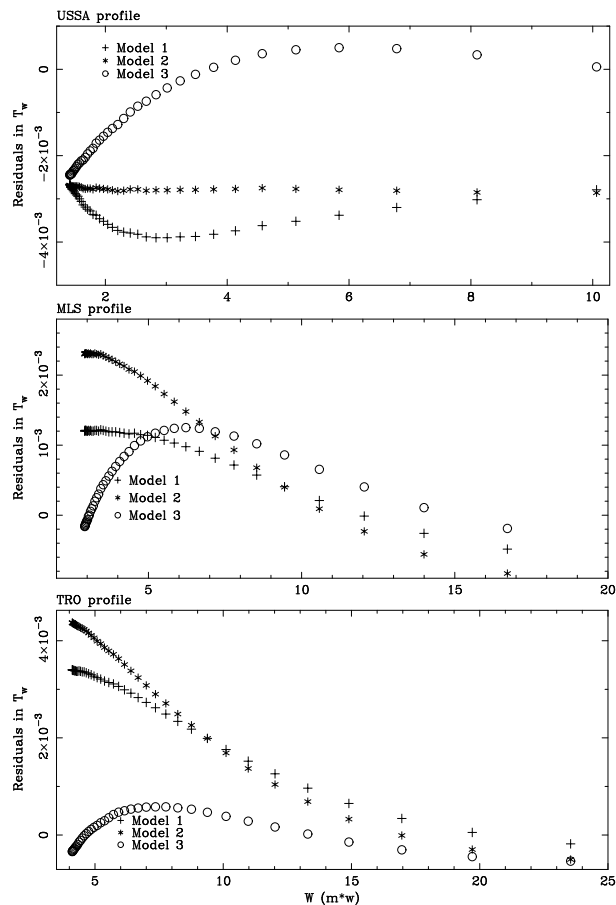 USSA profile
+ Model 1
* Model 2
○ Model 3
Residuals in T_w
0
−2×10⁻³
−4×10⁻³
2 4 6 8 10
MLS profile
+ Model 1
* Model 2
○ Model 3
Residuals in T_w
2×10⁻³
10⁻³
0
5 10 15 20
TRO profile
+ Model 1
* Model 2
○ Model 3
Residuals in T_w
4×10⁻³
2×10⁻³
0
5 10 15 20 25
W (m*w)